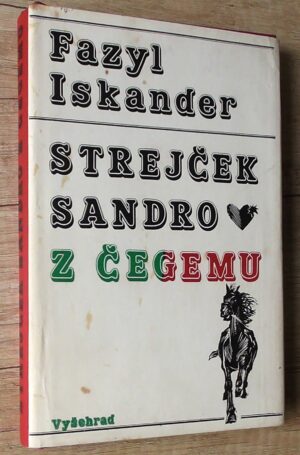 Fazyl
Iskander
STREJČEK
SANDRO
Z ČEGEMU
Vyšehrad